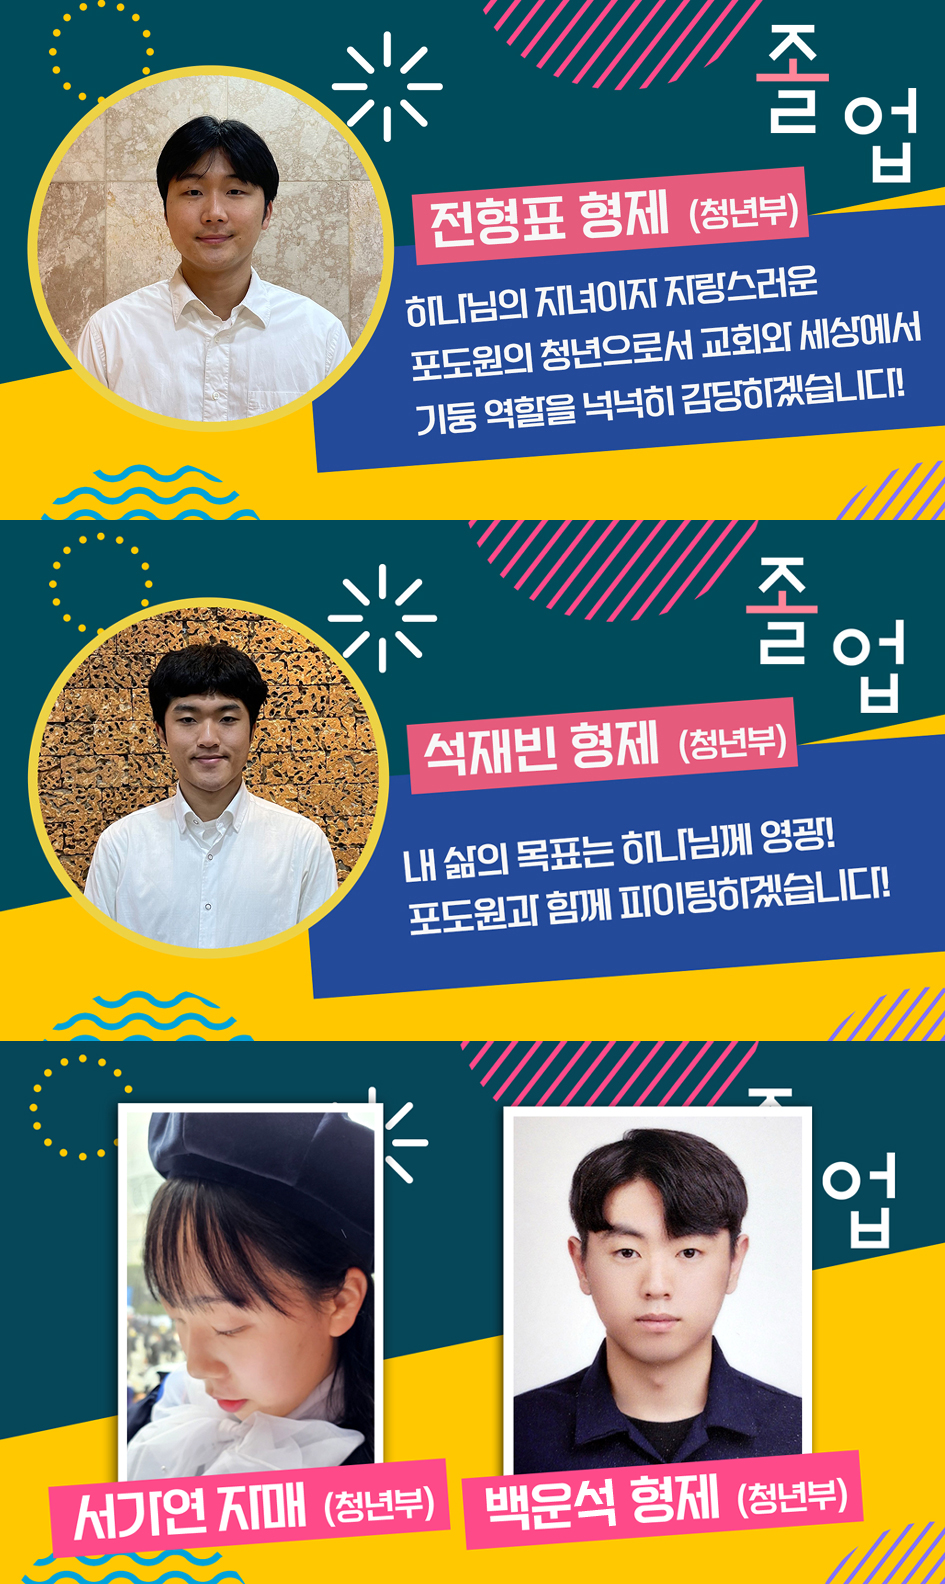 졸업
전형표 형제 (청년부)
하나님의 자녀이자 자랑스러운
포도원의 청년으로서 교회와 세상에서
기둥 역할을 넉넉히 감당하겠습니다!
졸업
석재빈 형제 (청년부)
내 삶의 목표는 하나님께 영광!
포도원과 함께 파이팅하겠습니다!
업
서가연 자매 (청년부)
백운석 형제 (청년부)